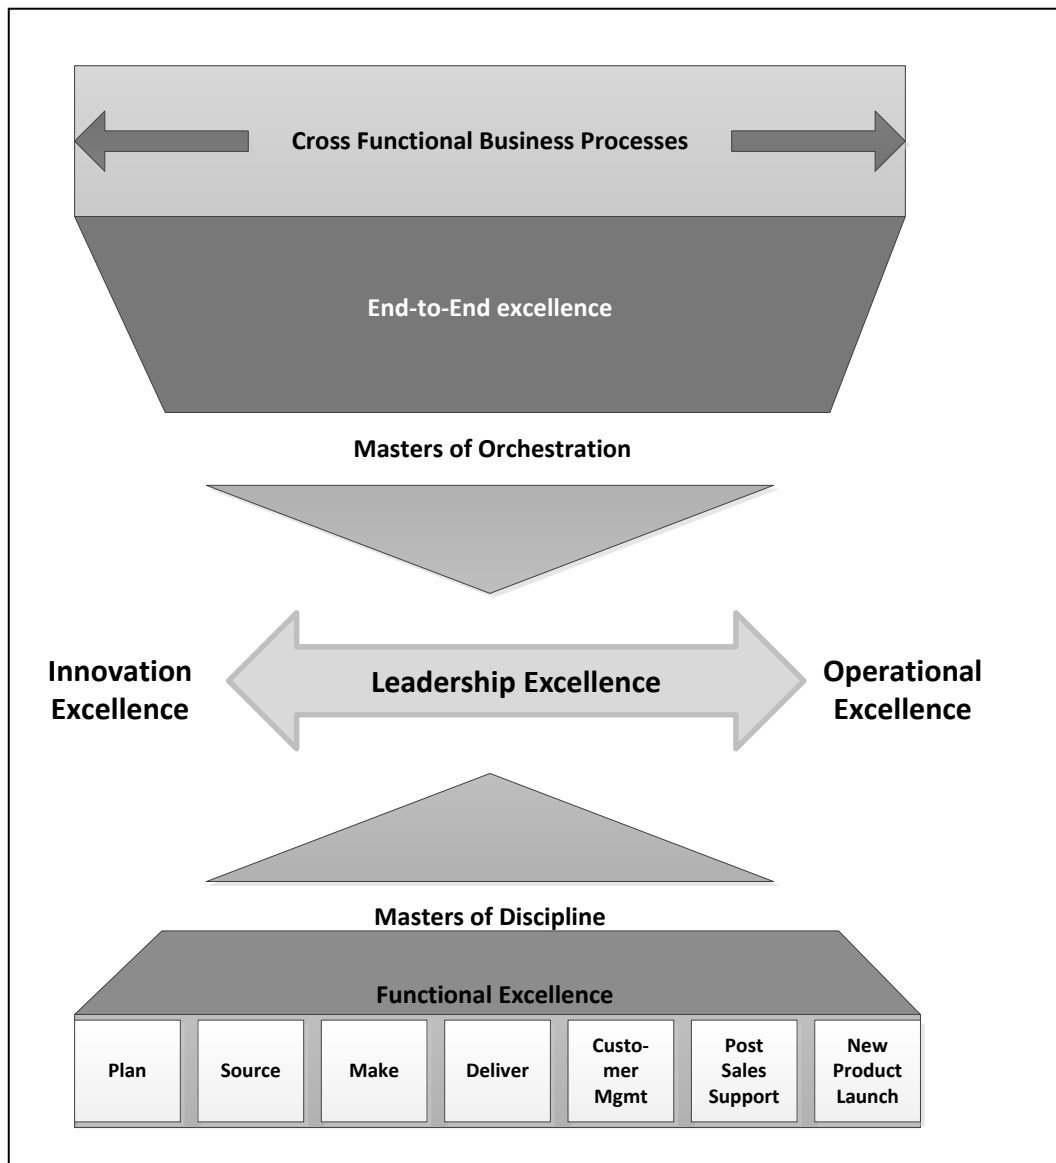 Cross Functional Business Processes
End-to-End excellence
Masters of Orchestration
Innovation
Excellence
Leadership Excellence
Operational
Excellence
Masters of Discipline
Functional Excellence
Plan
Source
Make
Deliver
Custo-
mer
Mgmt
Post
Sales
Support
New
Product
Launch